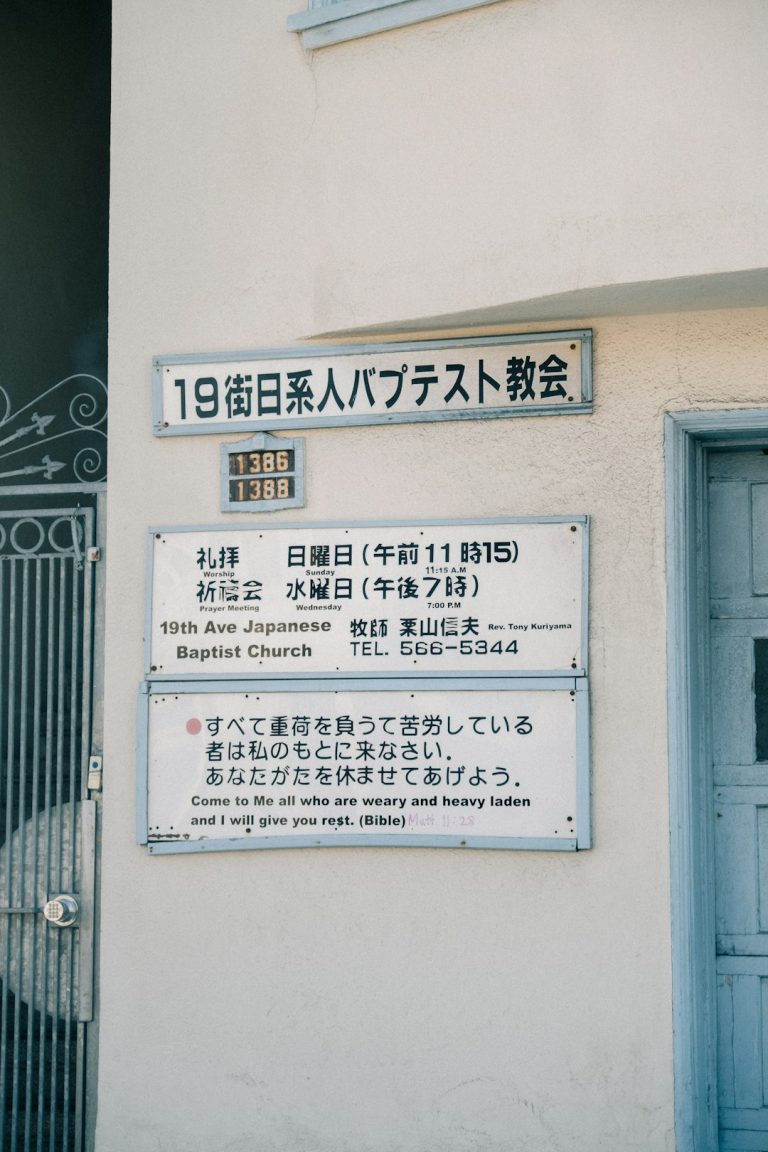 19街日系人バプテスト教会
1386
1388
礼拝 日曜日(午前11時15)
Worship Sunday 11:15 A.M
祈禱会 水曜日(午後7時)
Prayer Meeting Wednesday 7:00 P.M
19th Ave Japanese 牧師 栗山信夫 Rev. Tony Kuriyama
Baptist Church TEL. 566-5344
●すべて重荷を負うて苦労している
者は私のもとに来なさい.
あなたがたを休ませてあげよう.
Come to Me all who are weary and heavy laden
and I will give you rest. (Bible) Matt 11:28